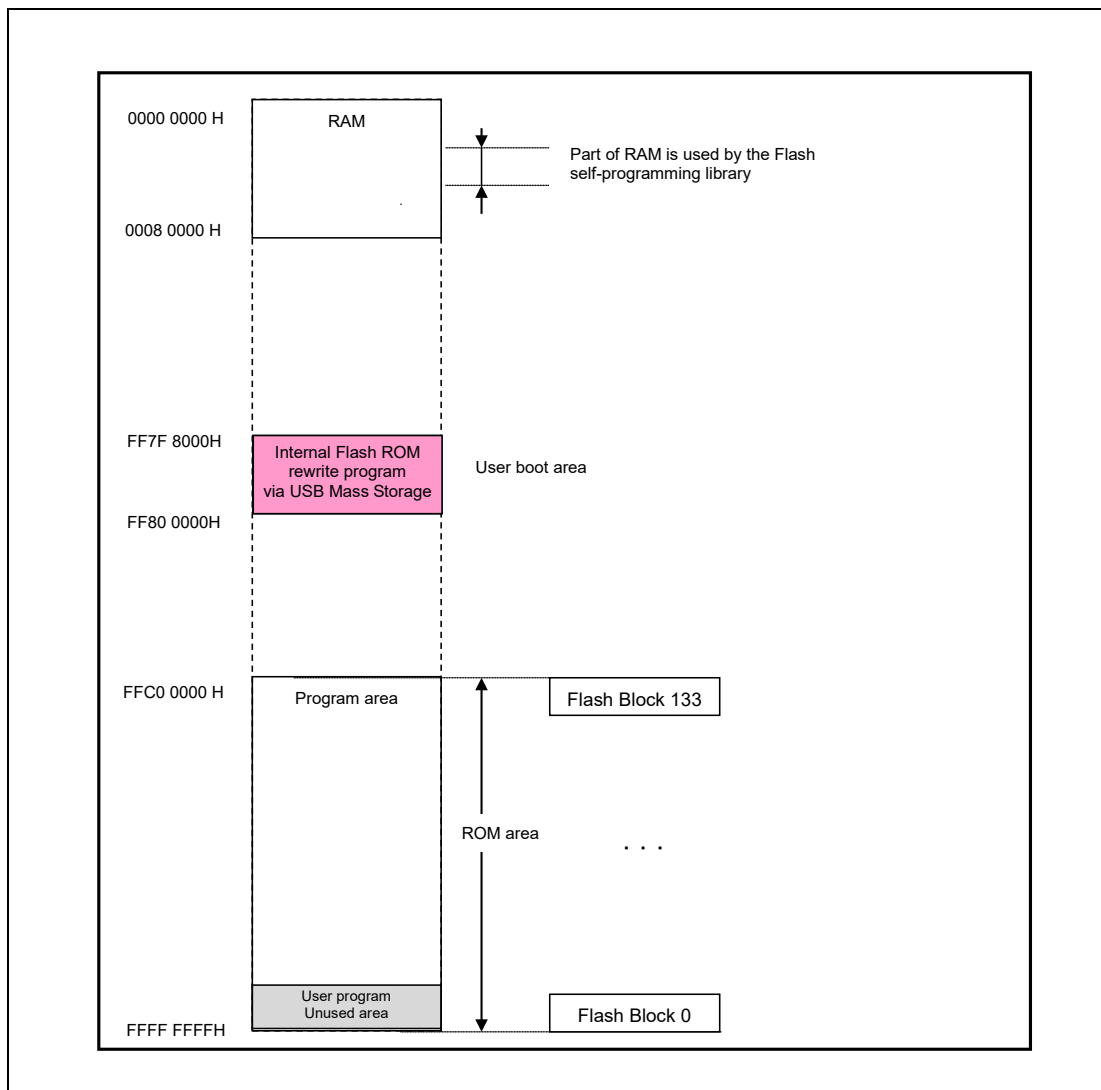 0000 0000 H
RAM
Part of RAM is used by the Flash
self-programming library
0008 0000 H
FF7F 8000H
Internal Flash ROM
rewrite program
via USB Mass Storage
User boot area
FF80 0000H
FFC0 0000 H
Program area
Flash Block 133
ROM area
. . .
User program
Unused area
Flash Block 0
FFFF FFFFH